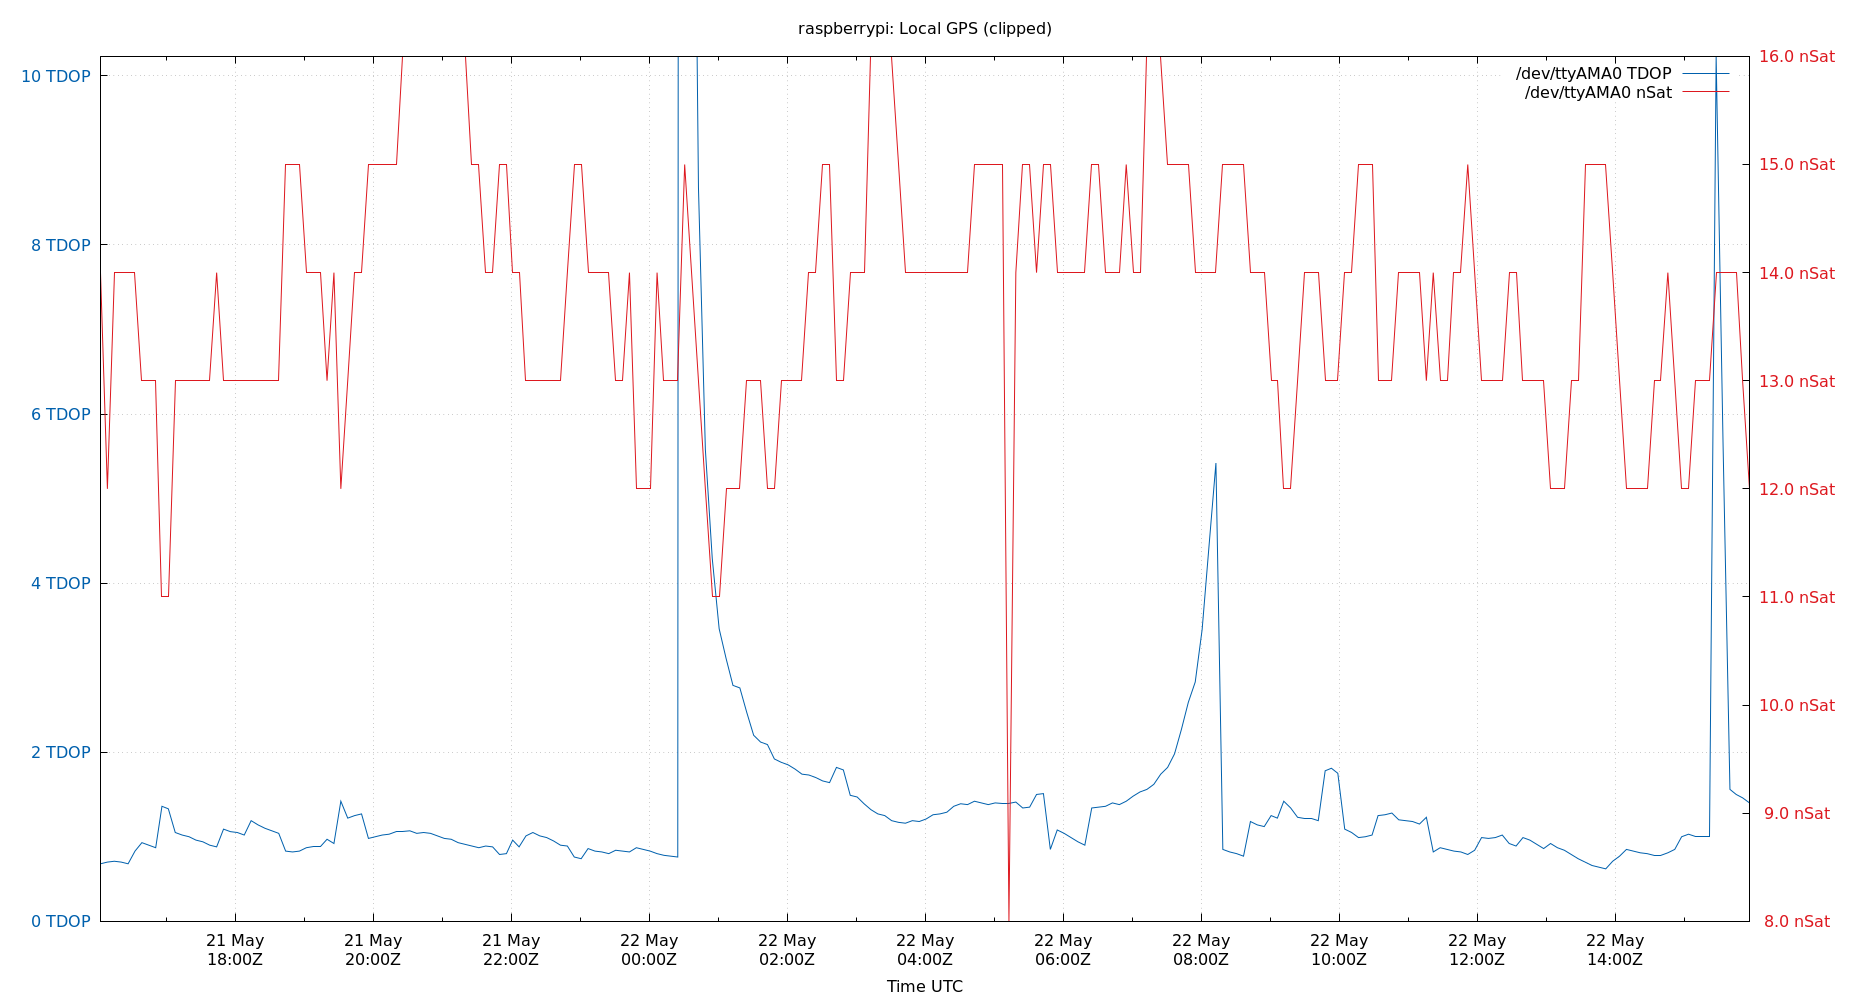 raspberrypi: Local GPS (clipped)
10 TDOP
8 TDOP
6 TDOP
4 TDOP
2 TDOP
0 TDOP
/dev/ttyAMA0 TDOP
/dev/ttyAMA0 nSat
16.0 nSat
15.0 nSat
14.0 nSat
13.0 nSat
12.0 nSat
11.0 nSat
10.0 nSat
9.0 nSat
8.0 nSat
21 May 21 May 21 May 22 May 22 May 22 May 22 May 22 May 22 May 22 May 22 May
18:00Z 20:00Z 22:00Z 00:00Z 02:00Z 04:00Z 06:00Z 08:00Z 10:00Z 12:00Z 14:00Z
Time UTC